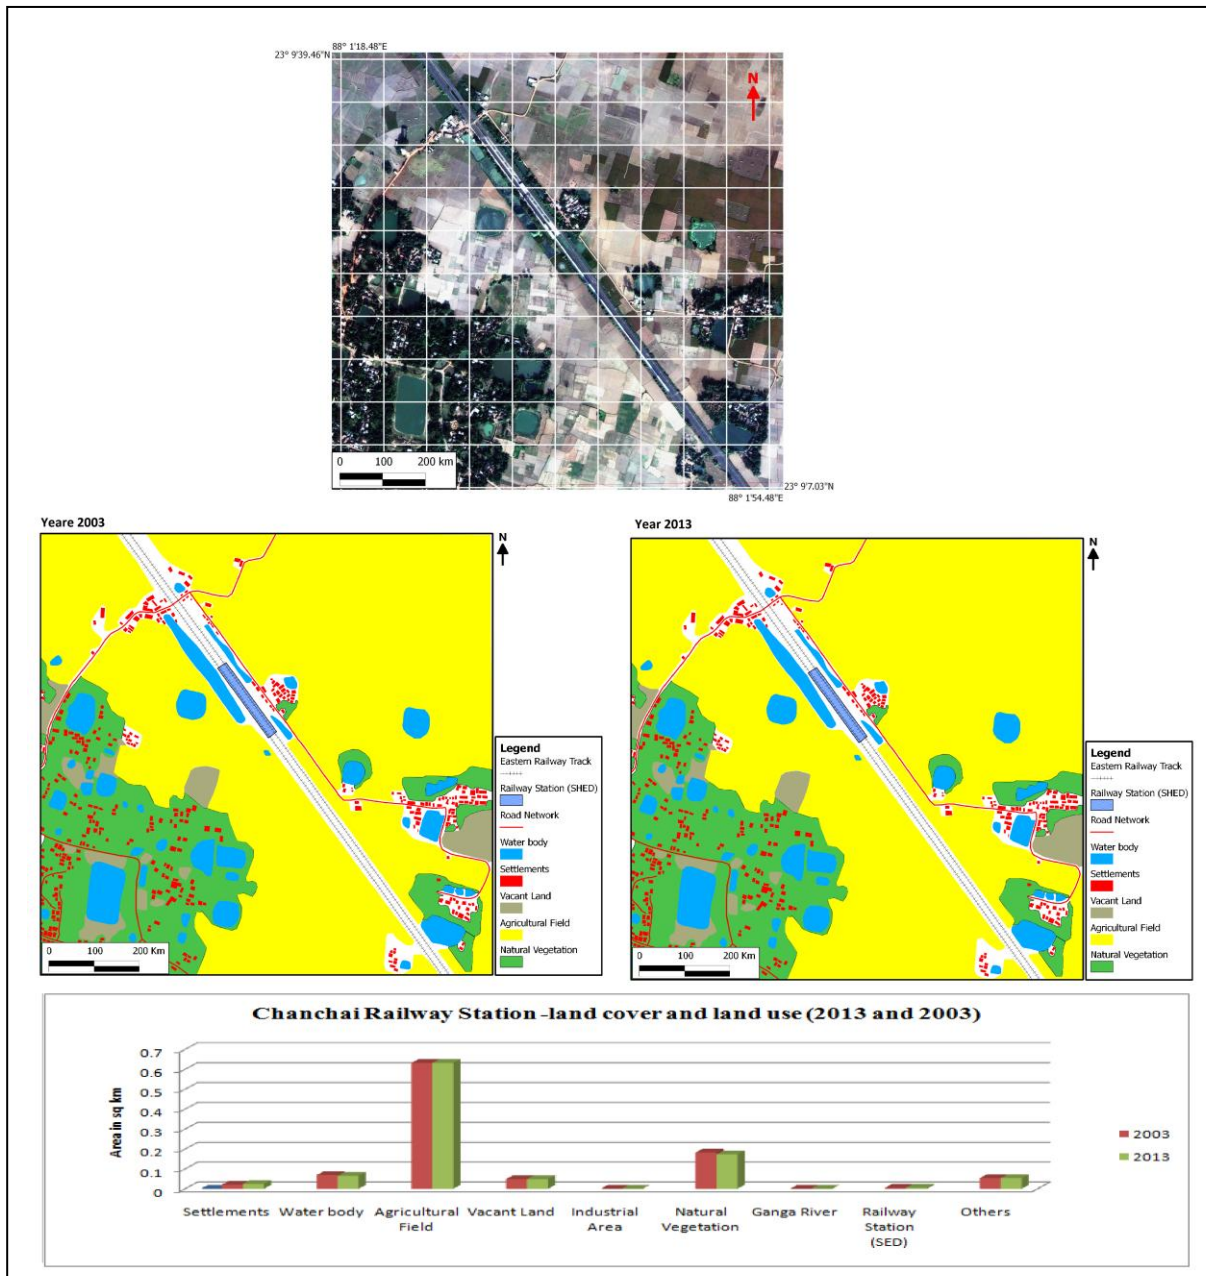 88° 1'18.48"E
23° 9'39.46"N
N
0 100 200 Km
23° 9'7.03"N
88° 1'54.48"E
Yeare 2003
N
Legend
Eastern Railway Track
Railway Station (SHED)
Road Network
Water body
Settlements
Vacant Land
Agricultural Field
Natural Vegetation
0 100 200 Km
Year 2013
N
Legend
Eastern Railway Track
Railway Station (SHED)
Road Network
Water body
Settlements
Vacant Land
Agricultural Field
Natural Vegetation
0 100 200 Km
Chanchai Railway Station -land cover and land use (2013 and 2003)
Area in sq km
0.7
0.6
0.5
0.4
0.3
0.2
0.1
0
Settlements
Water body
Agricultural
Field
Vacant Land
Industrial
Area
Natural
Vegetation
Ganga River
Railway
Station
(SED)
Others
2003
2013